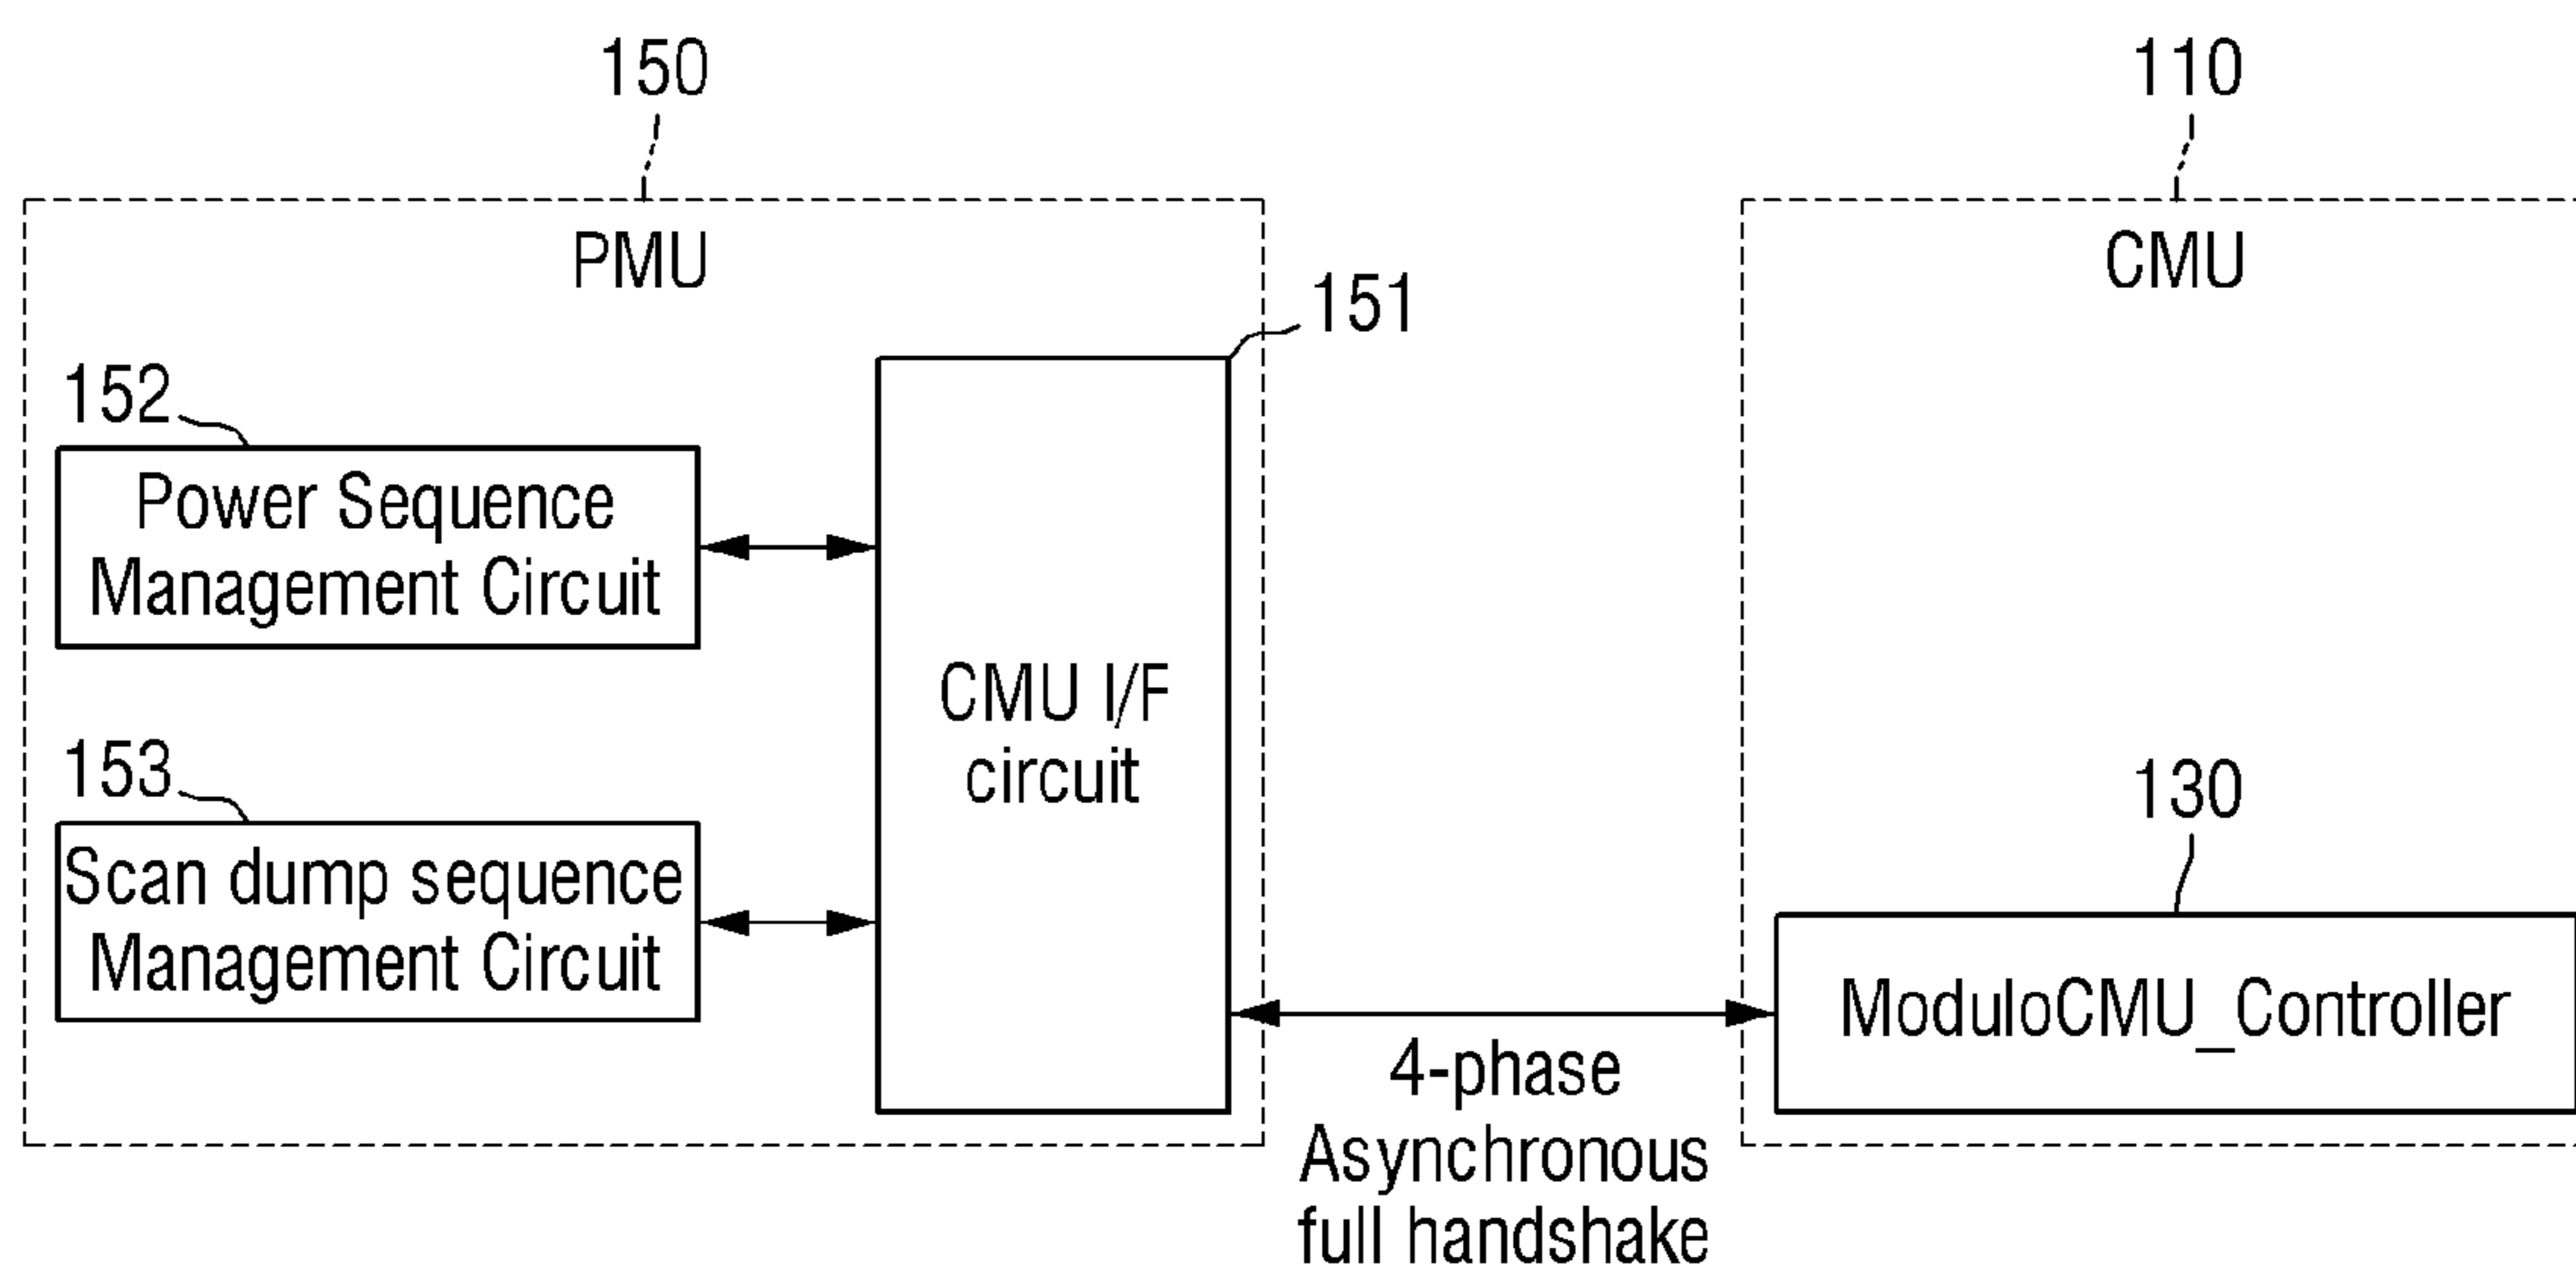 150
110
PMU
CMU
151
152
Power Sequence
Management Circuit
CMU I/F
circuit
153
Scan dump sequence
Management Circuit
130
ModuloCMU_Controller
4-phase
Asynchronous
full handshake